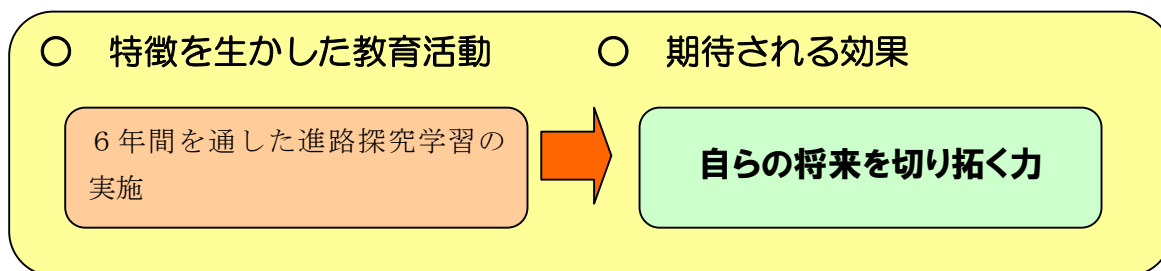 ○　特徴を生かした教育活動
○　期待される効果
６年間を通した進路探究学習の
実施
自らの将来を切り拓く力